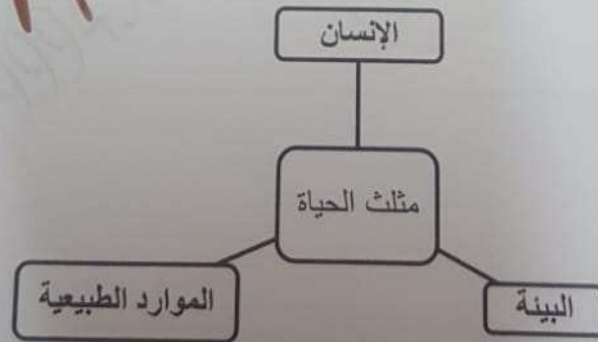 الإنسان
مثلث الحياة
البيئة
الموارد الطبيعية